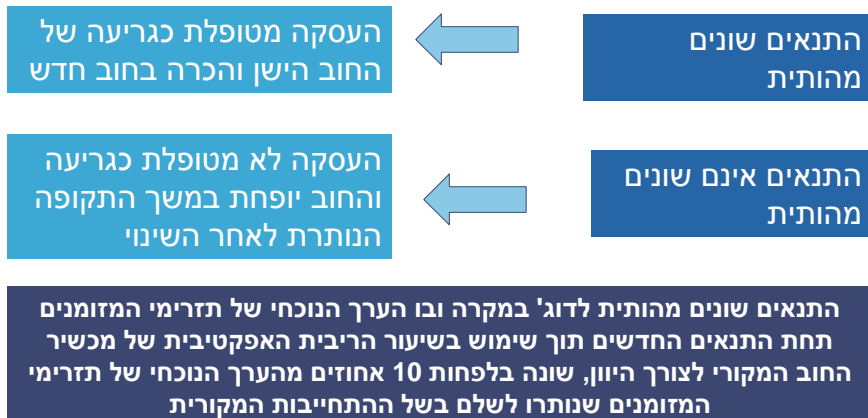 התנאים שונים
מהותית
העסקה מטופלת כגריעה של
החוב הישן והכרה בחוב חדש
התנאים אינם שונים
מהותית
העסקה לא מטופלת כגריעה
והחוב יופחת במשך התקופה
הנותרת לאחר השינוי
התנאים שונים מהותית לדוג' במקרה ובו הערך הנוכחי של תזרימי המזומנים
תחת התנאים החדשים תוך שימוש בשיעור הריבית האפקטיבית של מכשיר
החוב המקורי לצורך היוון, שונה בלפחות 10 אחוזים מהערך הנוכחי של תזרימי
המזומנים שנותרו לשלם בשל ההתחייבות המקורית